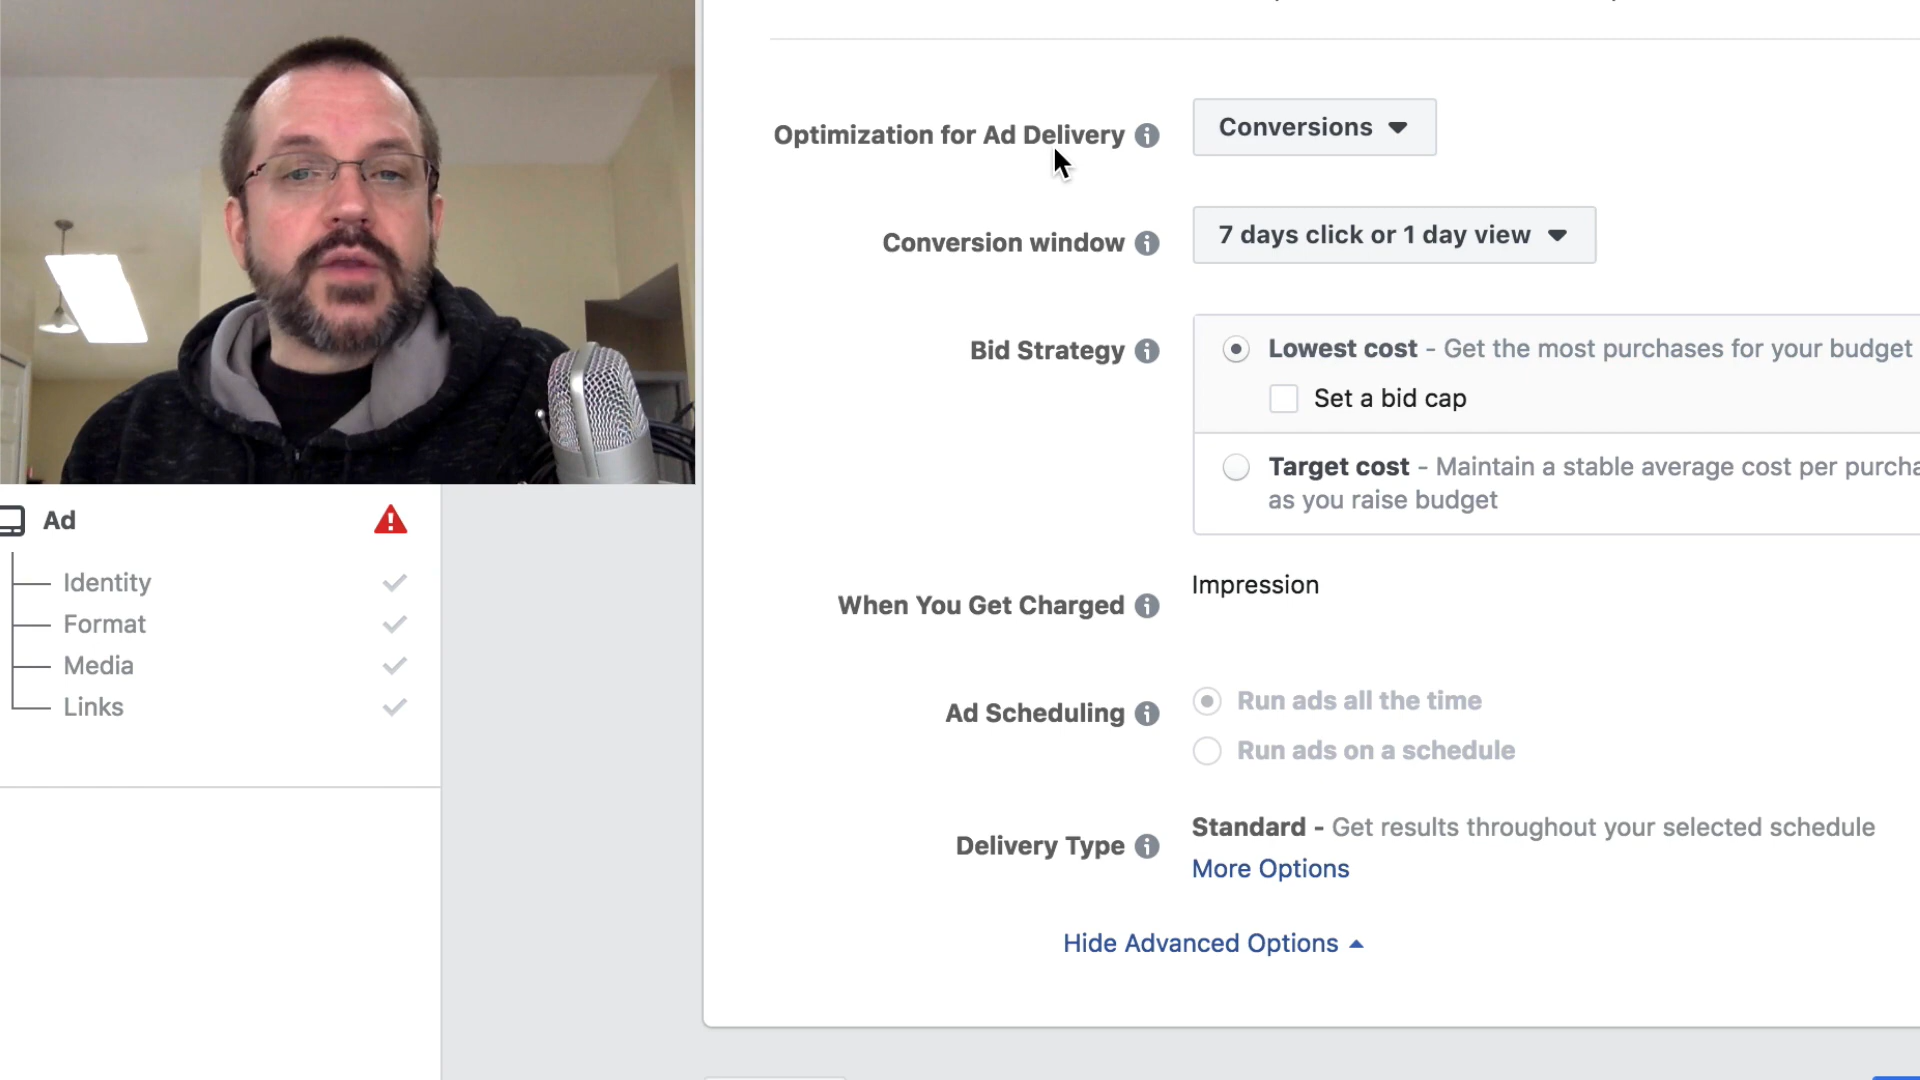 Optimization for Ad Delivery
Conversions
Conversion window
7 days click or 1 day view
Bid Strategy
Lowest cost - Get the most purchases for your budget
Set a bid cap
Target cost - Maintain a stable average cost per
as you raise budget
When You Get Charged
Impression
Ad Scheduling
Run ads all the time
Run ads on a schedule
Delivery Type
Standard - Get results throughout your selected schedule
More Options
Hide Advanced Options
Ad
Identity
Format
Media
Links